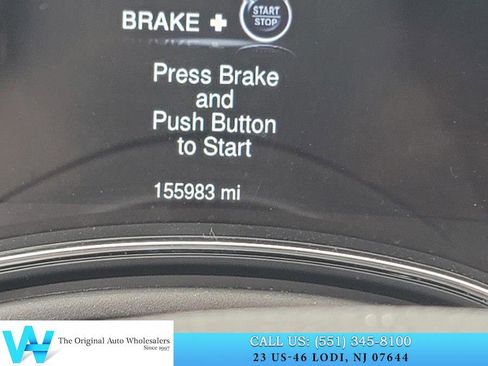 BRAKE + START STOP
Press Brake
and
Push Button
to Start
155983 mi
W The Original Auto Wholesalers
Since 1997
CALL US: (551) 345-8100
23 US-46 LODI, NJ 07644